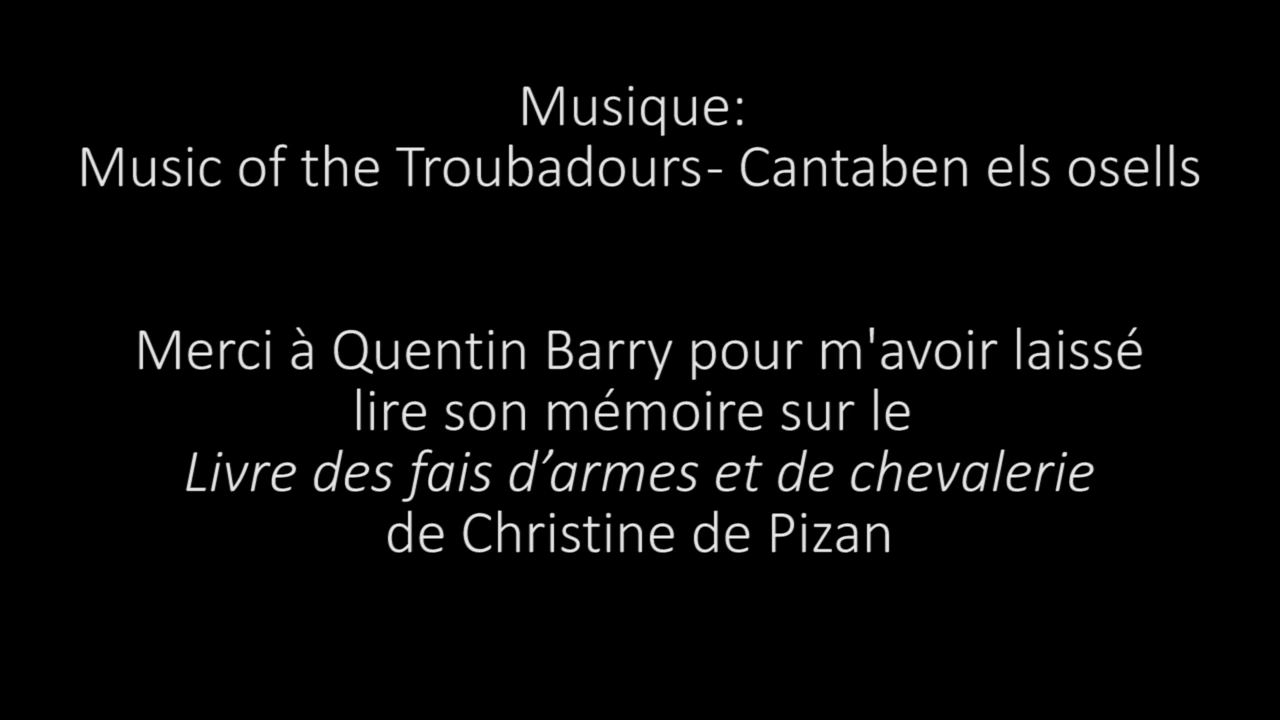 Musique:
Music of the Troubadours- Cantaben els osells
Merci à Quentin Barry pour m'avoir laissé
lire son mémoire sur le
Livre des fais d’armes et de chevalerie
de Christine de Pizan